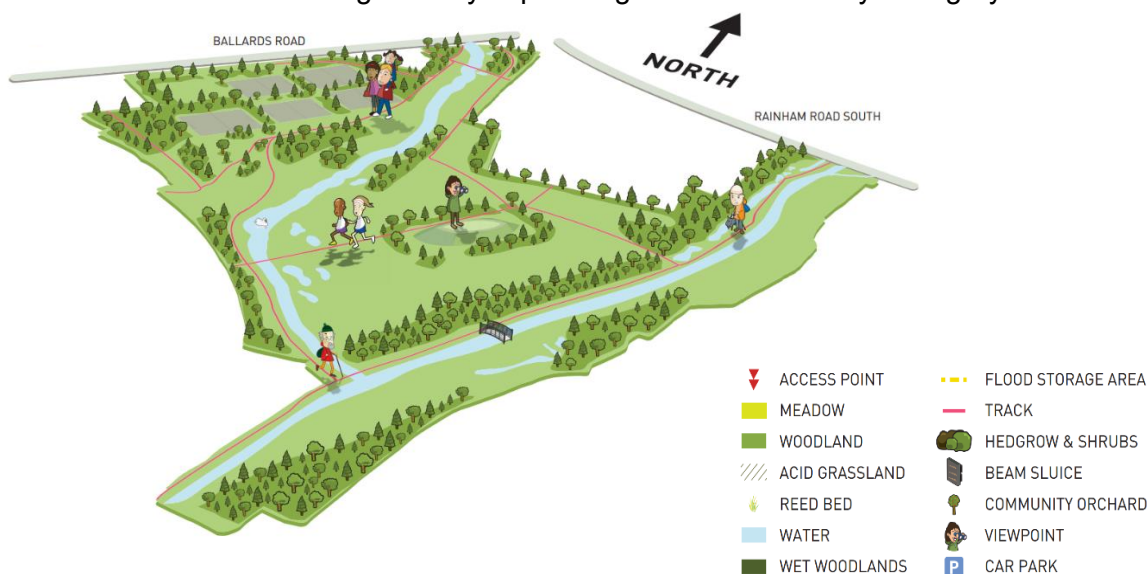 BALLARDS ROAD
NORTH
RAINHAM ROAD SOUTH
ACCESS POINT
MEADOW
WOODLAND
ACID GRASSLAND
REED BED
WATER
WET WOODLANDS
FLOOD STORAGE AREA
TRACK
HEDGROW & SHRUBS
BEAM SLUICE
COMMUNITY ORCHARD
VIEWPOINT
P CAR PARK